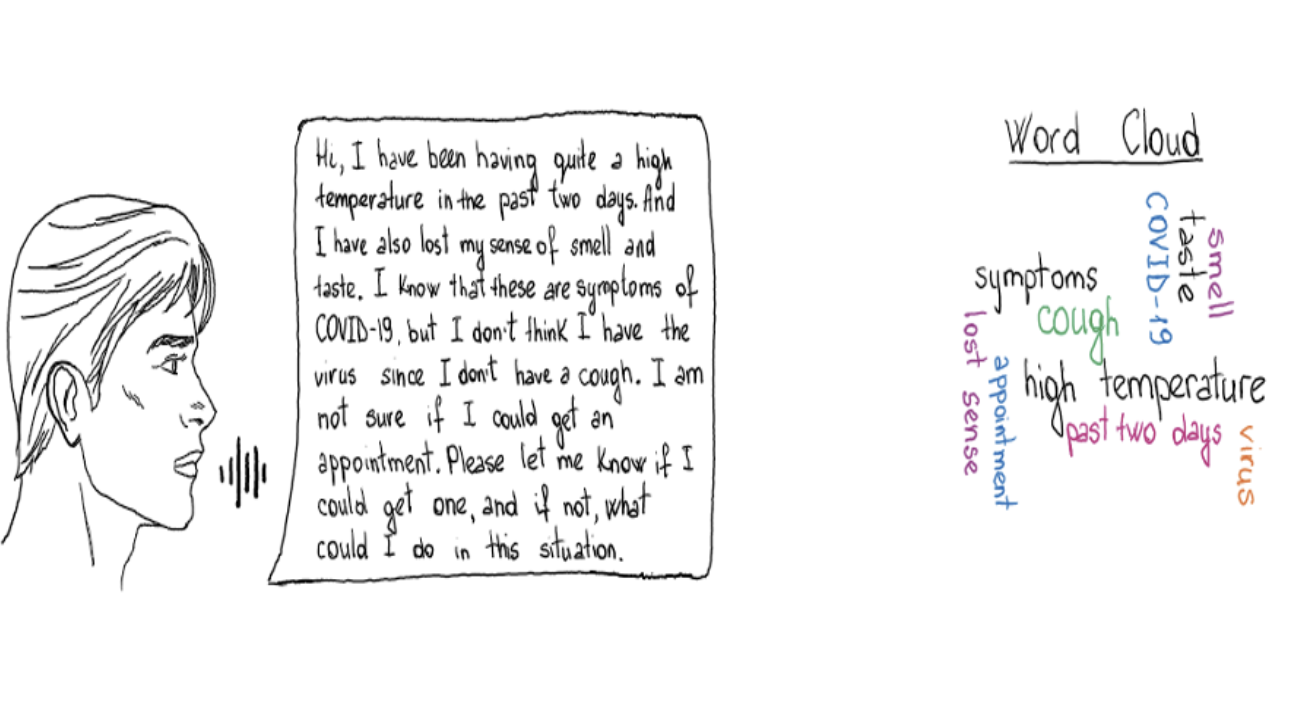 Hi, I have been having quite a high
temperature in the past two days. And
I have also lost my sense of smell and
taste. I know that these are symptoms of
COVID-19, but I don't think I have the
virus since I don't have a cough. I am
not sure if I could get an
appointment. Please let me know if I
could get one, and if not, what
could I do in this situation.
Word Cloud
COVID-19
taste
smell
symptoms
cough
lost sense
appointment
high temperature
past two days
virus